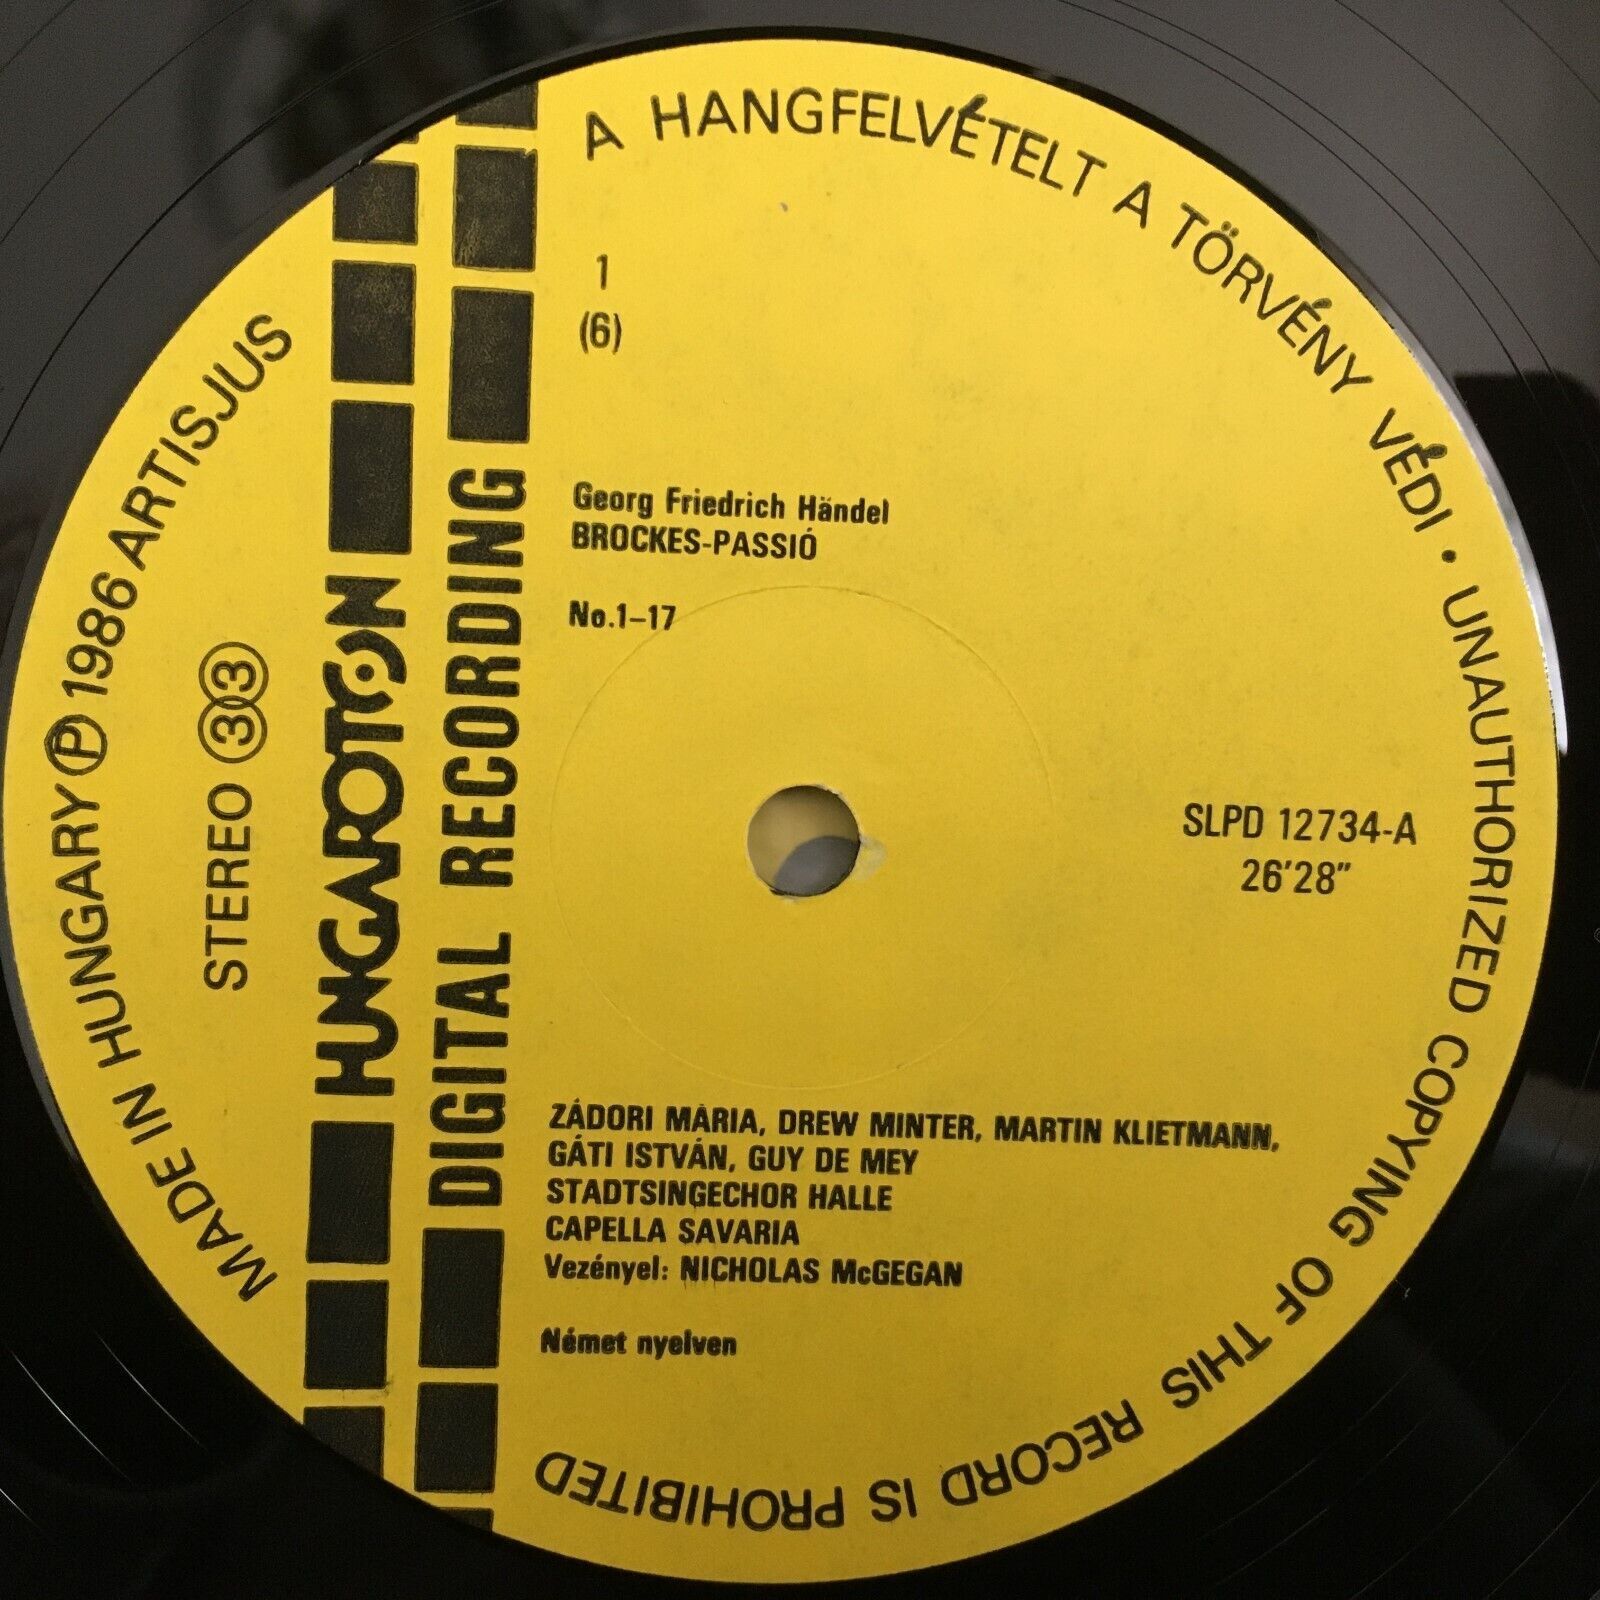 A HANGFELVÉTELT A TÖRVÉNY VÉDI · UNAUTHORIZED COPYING OF THIS RECORD IS PROHIBITED
MADE IN HUNGARY Ⓟ 1986 ARTISJUS
STEREO 33
HUNGAROTON
DIGITAL RECORDING
1
(6)
Georg Friedrich Händel
BROCKES-PASSIÓ
No.1–17
SLPD 12734-A
26'28"
ZÁDORI MÁRIA, DREW MINTER, MARTIN KLIETMANN,
GÁTI ISTVÁN, GUY DE MEY
STADTSINGECHOR HALLE
CAPELLA SAVARIA
Vezényel: NICHOLAS McGEGAN
Német nyelven